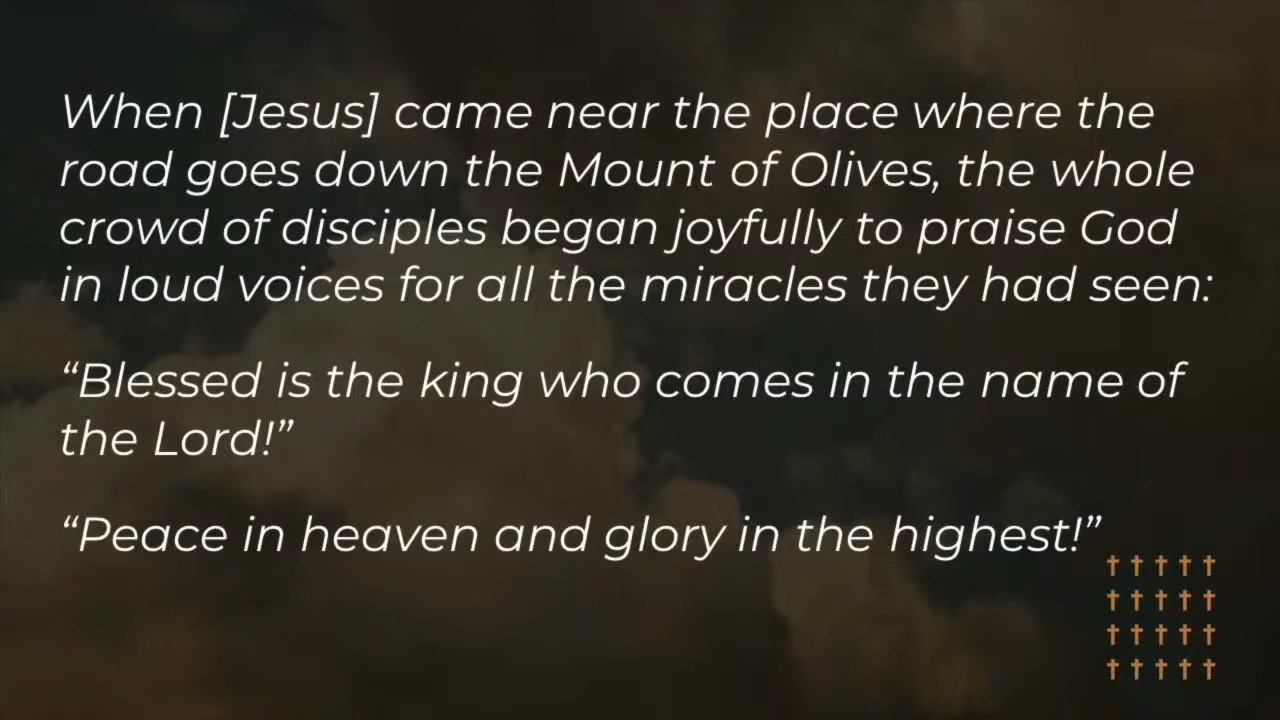 When [Jesus] came near the place where the
road goes down the Mount of Olives, the whole
crowd of disciples began joyfully to praise God
in loud voices for all the miracles they had seen:
“Blessed is the king who comes in the name of
the Lord!”
“Peace in heaven and glory in the highest!”